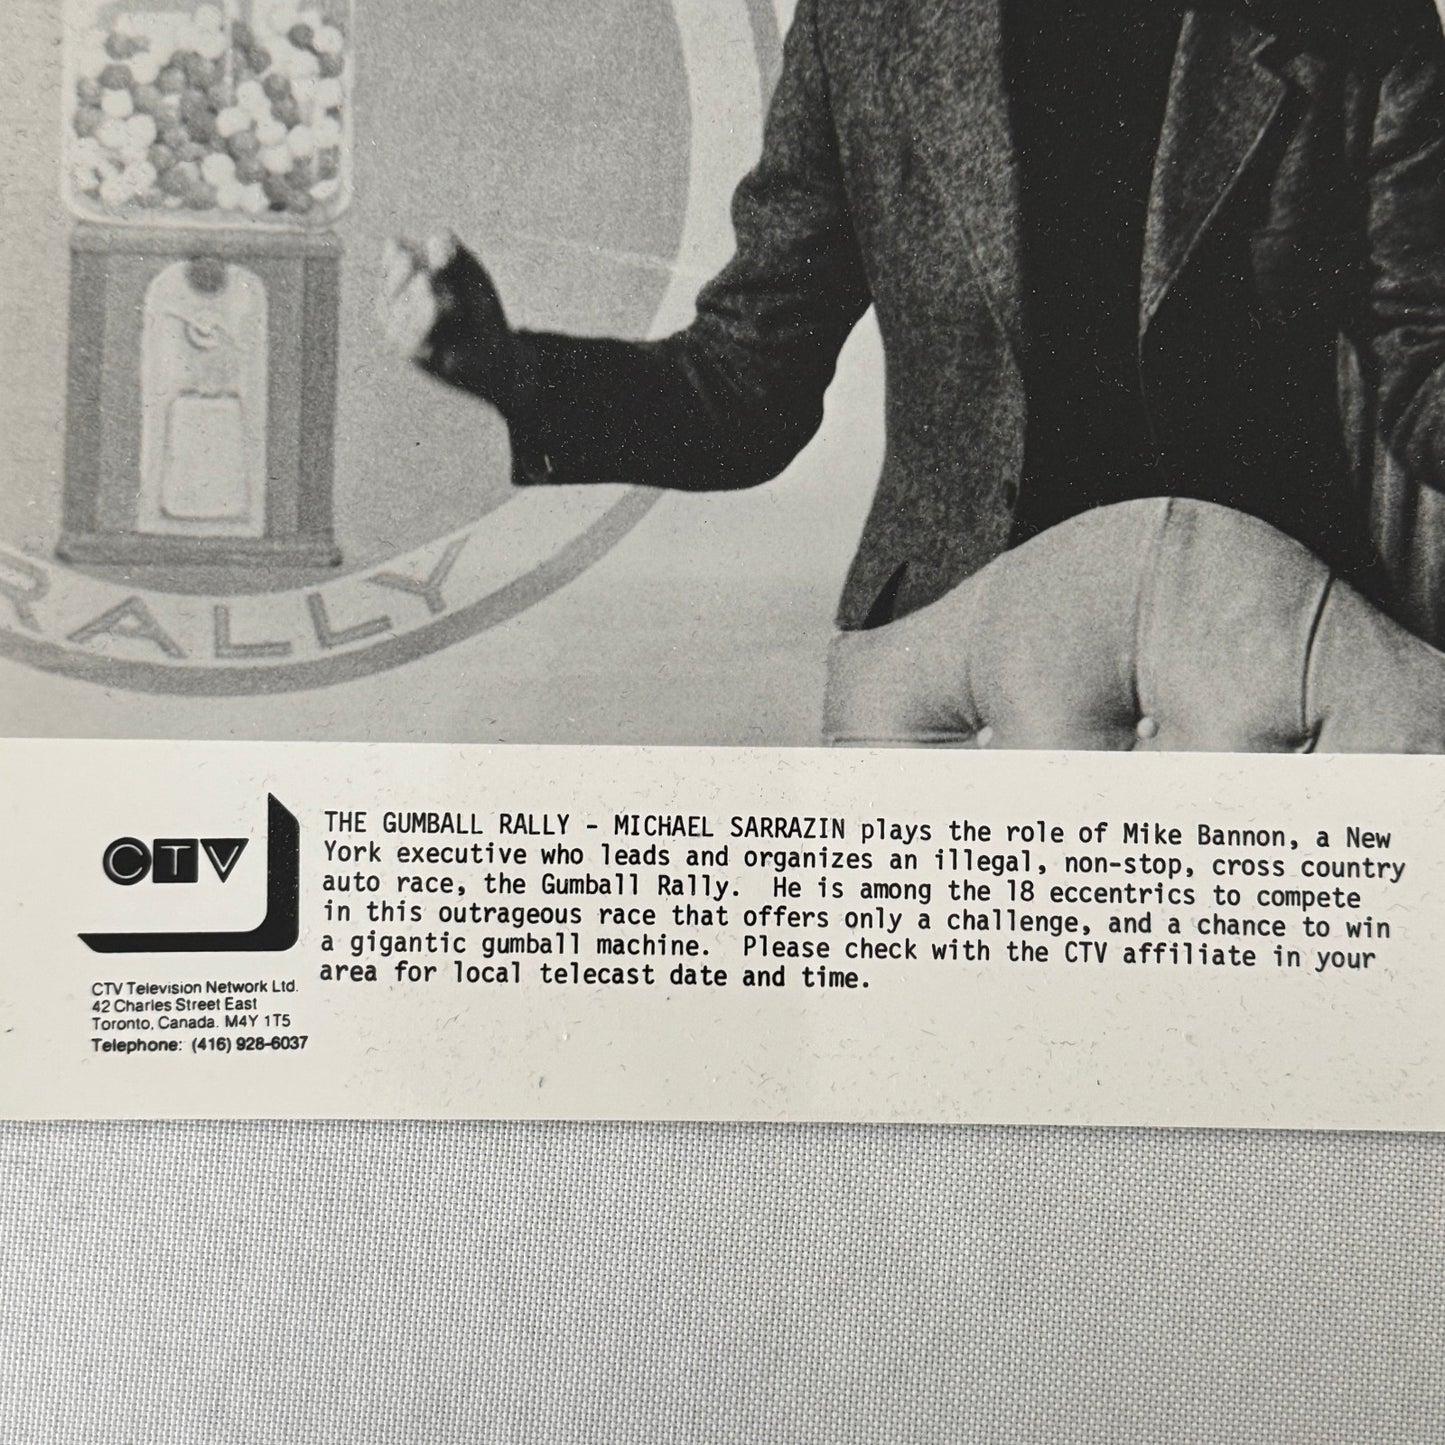 RALLY
CTV
THE GUMBALL RALLY - MICHAEL SARRAZIN plays the role of Mike Bannon, a New
York executive who leads and organizes an illegal, non-stop, cross country
auto race, the Gumball Rally.  He is among the 18 eccentrics to compete
in this outrageous race that offers only a challenge, and a chance to win
a gigantic gumball machine.  Please check with the CTV affiliate in your
area for local telecast date and time.
CTV Television Network Ltd.
42 Charles Street East
Toronto, Canada. M4Y 1T5
Telephone: (416) 928-6037